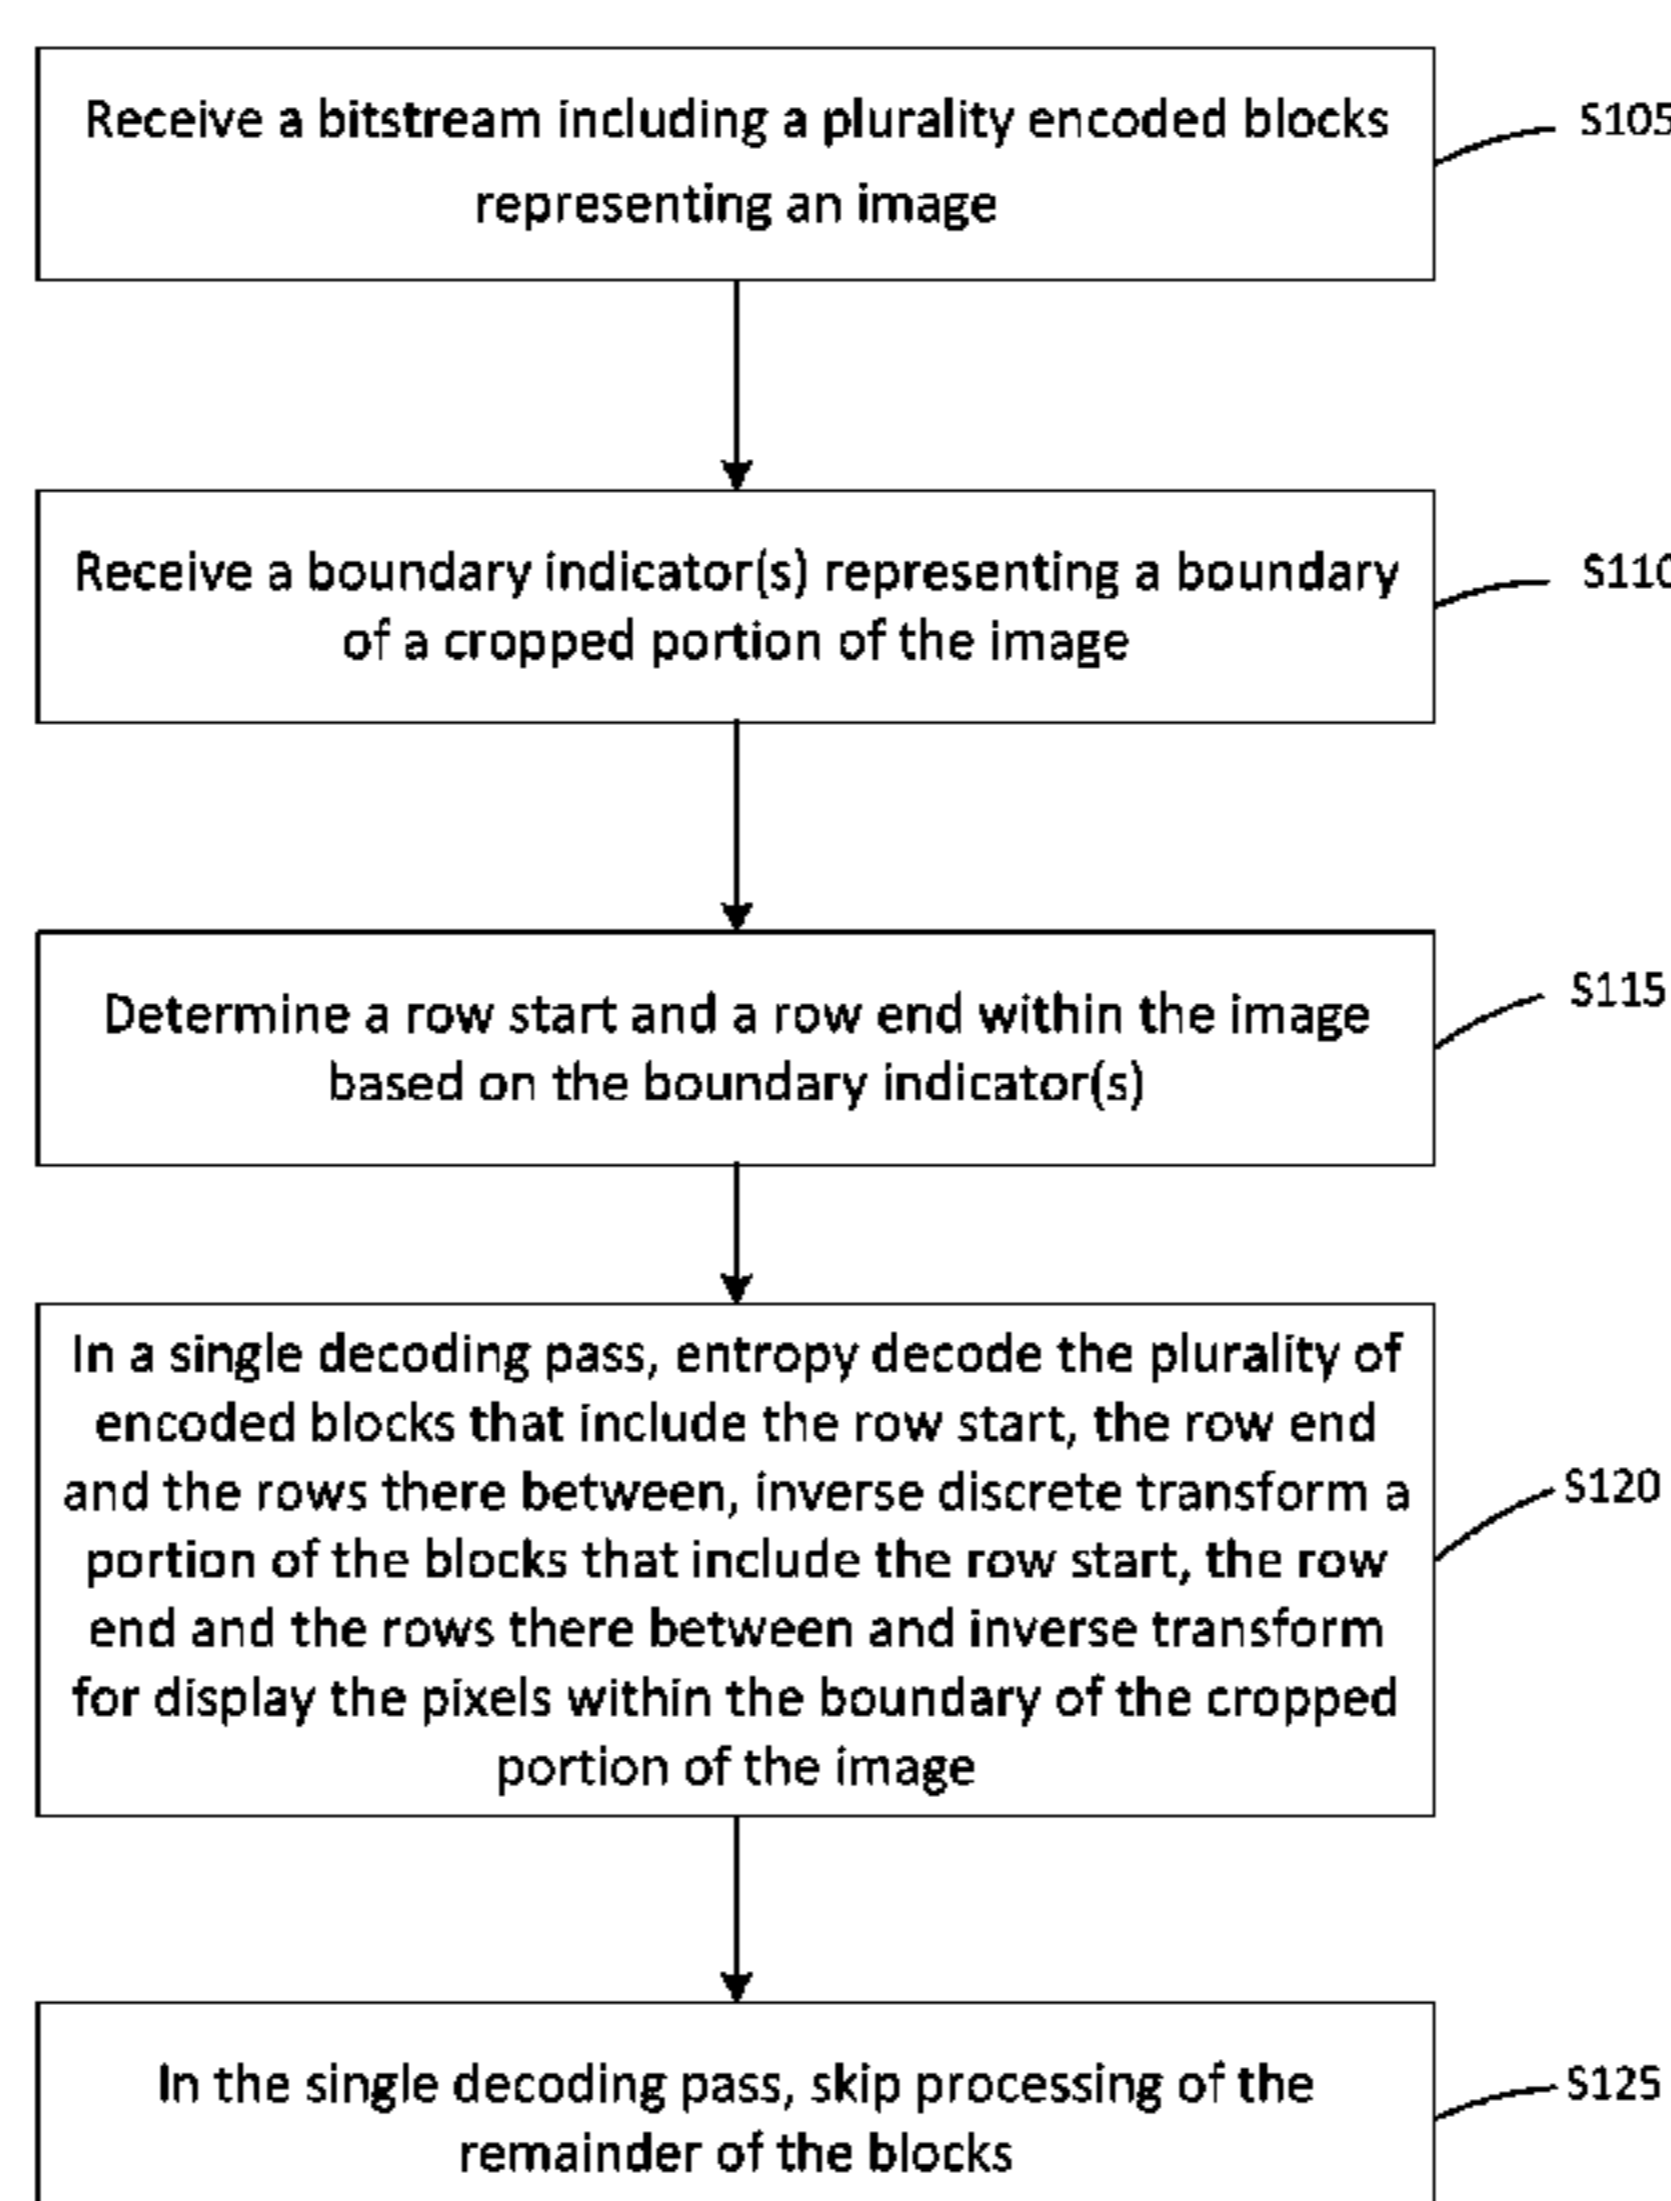 Receive a bitstream including a plurality encoded blocks
representing an image
S105
Receive a boundary indicator(s) representing a boundary
of a cropped portion of the image
S110
Determine a row start and a row end within the image
based on the boundary indicator(s)
S115
In a single decoding pass, entropy decode the plurality of
encoded blocks that include the row start, the row end
and the rows there between, inverse discrete transform a
portion of the blocks that include the row start, the row
end and the rows there between and inverse transform
for display the pixels within the boundary of the cropped
portion of the image
S120
In the single decoding pass, skip processing of the
remainder of the blocks
S125